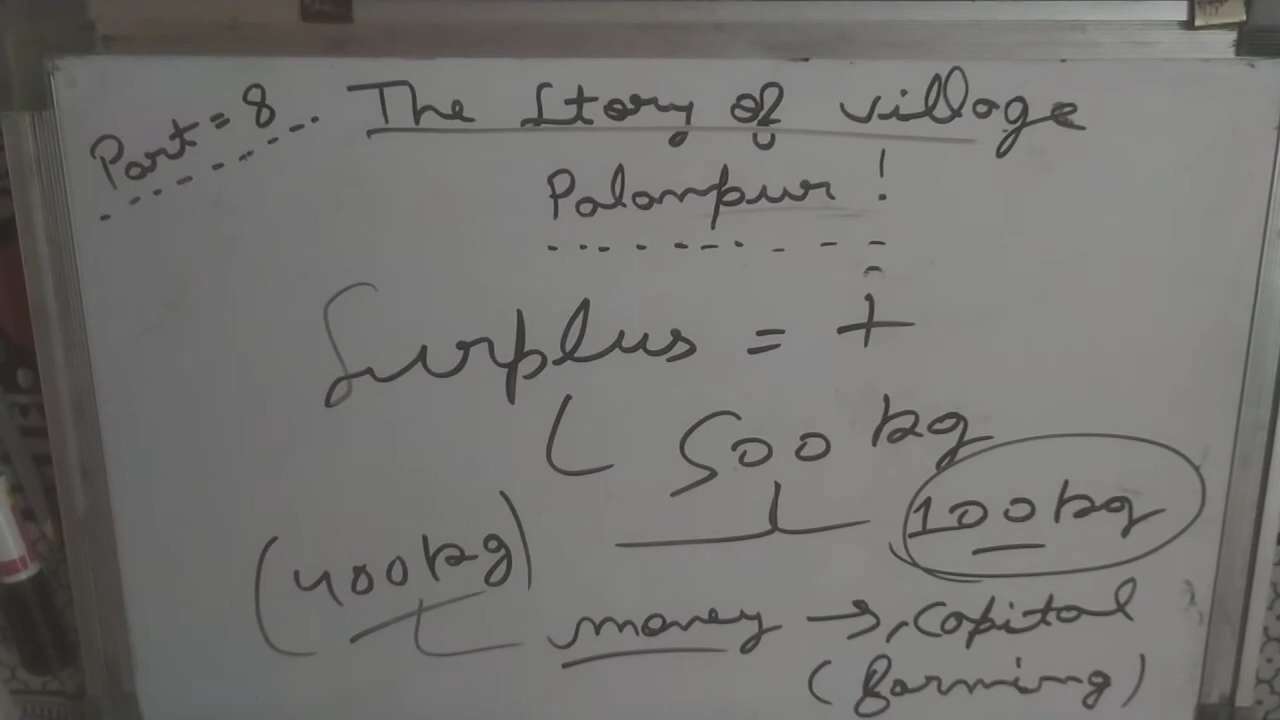 Part = 8
The Story of village
Palampur !
Surplus = +
500 kg
(400 kg)
100 kg
money → Capital
(farming)